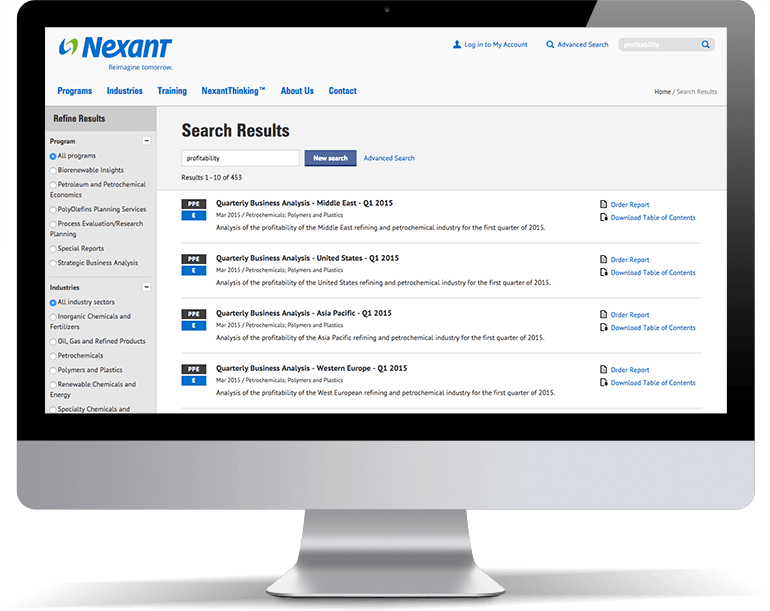 Nexant
Reimagine tomorrow.
Log in to My Account
Advanced Search
profitability
Programs Industries Training NexantThinking™ About Us Contact
Home / Search Results
Refine Results
Program
All programs
Biorenewable Insights
Petroleum and Petrochemical
Economics
PolyOlefins Planning Services
Process Evaluation/Research
Planning
Special Reports
Strategic Business Analysis
Industries
All industry sectors
Inorganic Chemicals and
Fertilizers
Oil, Gas and Refined Products
Petrochemicals
Polymers and Plastics
Renewable Chemicals and
Energy
Specialty Chemicals and
Search Results
profitability
New search
Advanced Search
Results 1–10 of 453
PPE
E
Quarterly Business Analysis - Middle East - Q1 2015
Mar 2015 / Petrochemicals; Polymers and Plastics
Analysis of the profitability of the Middle East refining and petrochemical industry for the first quarter of 2015.
Order Report
Download Table of Contents
PPE
E
Quarterly Business Analysis - United States - Q1 2015
Mar 2015 / Petrochemicals; Polymers and Plastics
Analysis of the profitability of the United States refining and petrochemical industry for the first quarter of 2015.
Order Report
Download Table of Contents
PPE
E
Quarterly Business Analysis - Asia Pacific - Q1 2015
Mar 2015 / Petrochemicals; Polymers and Plastics
Analysis of the profitability of the Asia Pacific refining and petrochemical industry for the first quarter of 2015.
Order Report
Download Table of Contents
PPE
E
Quarterly Business Analysis - Western Europe - Q1 2015
Mar 2015 / Petrochemicals; Polymers and Plastics
Analysis of the profitability of the West European refining and petrochemical industry for the first quarter of 2015.
Order Report
Download Table of Contents